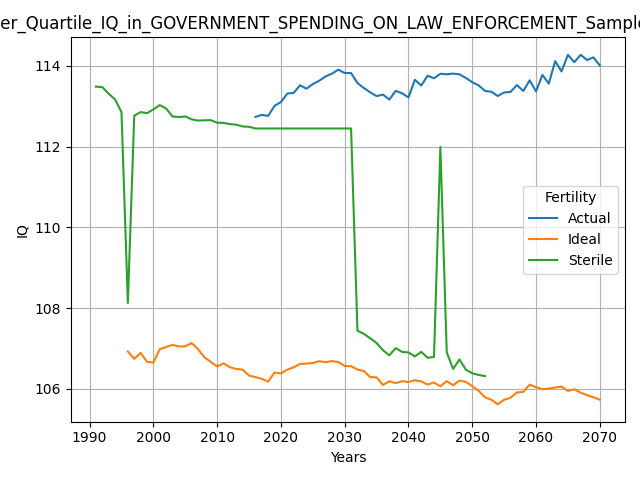 er_Quartile_IQ_in_GOVERNMENT_SPENDING_ON_LAW_ENFORCEMENT_Sample
114
112
110
108
106
IQ
Fertility
Actual
Ideal
Sterile
1990
2000
2010
2020
2030
2040
2050
2060
2070
Years